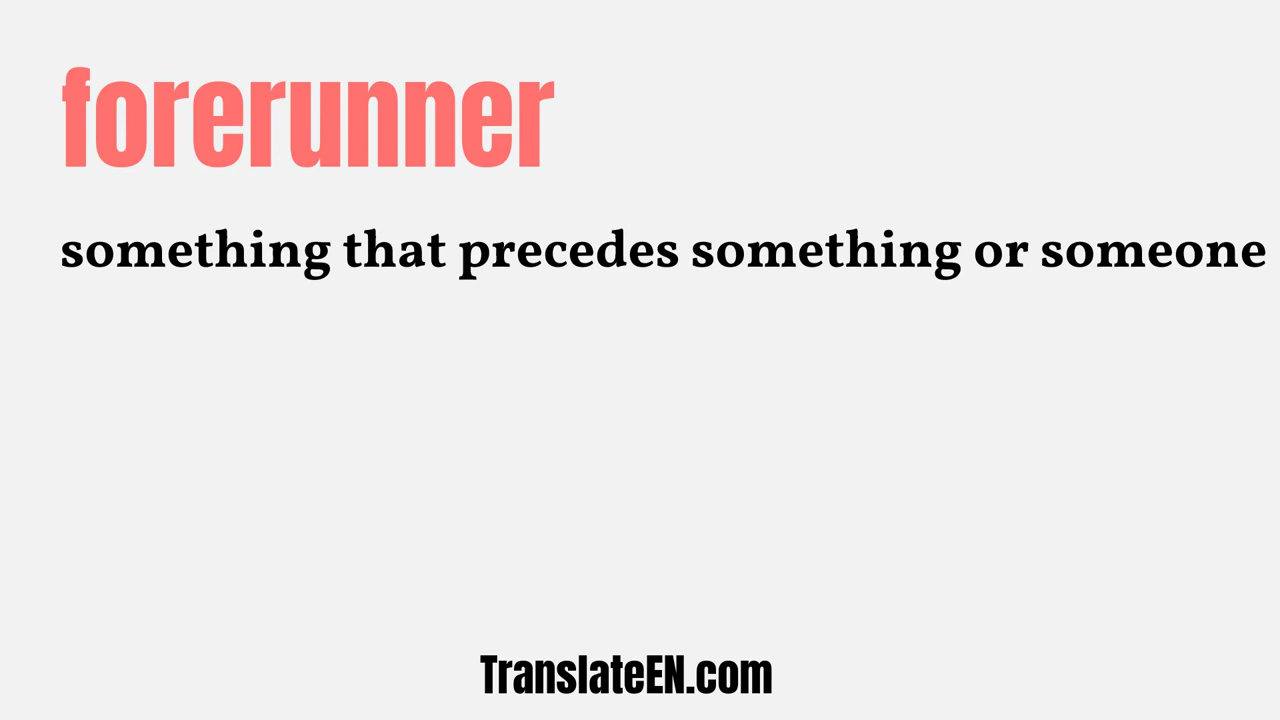 forerunner
something that precedes something or someone
TranslateEN.com